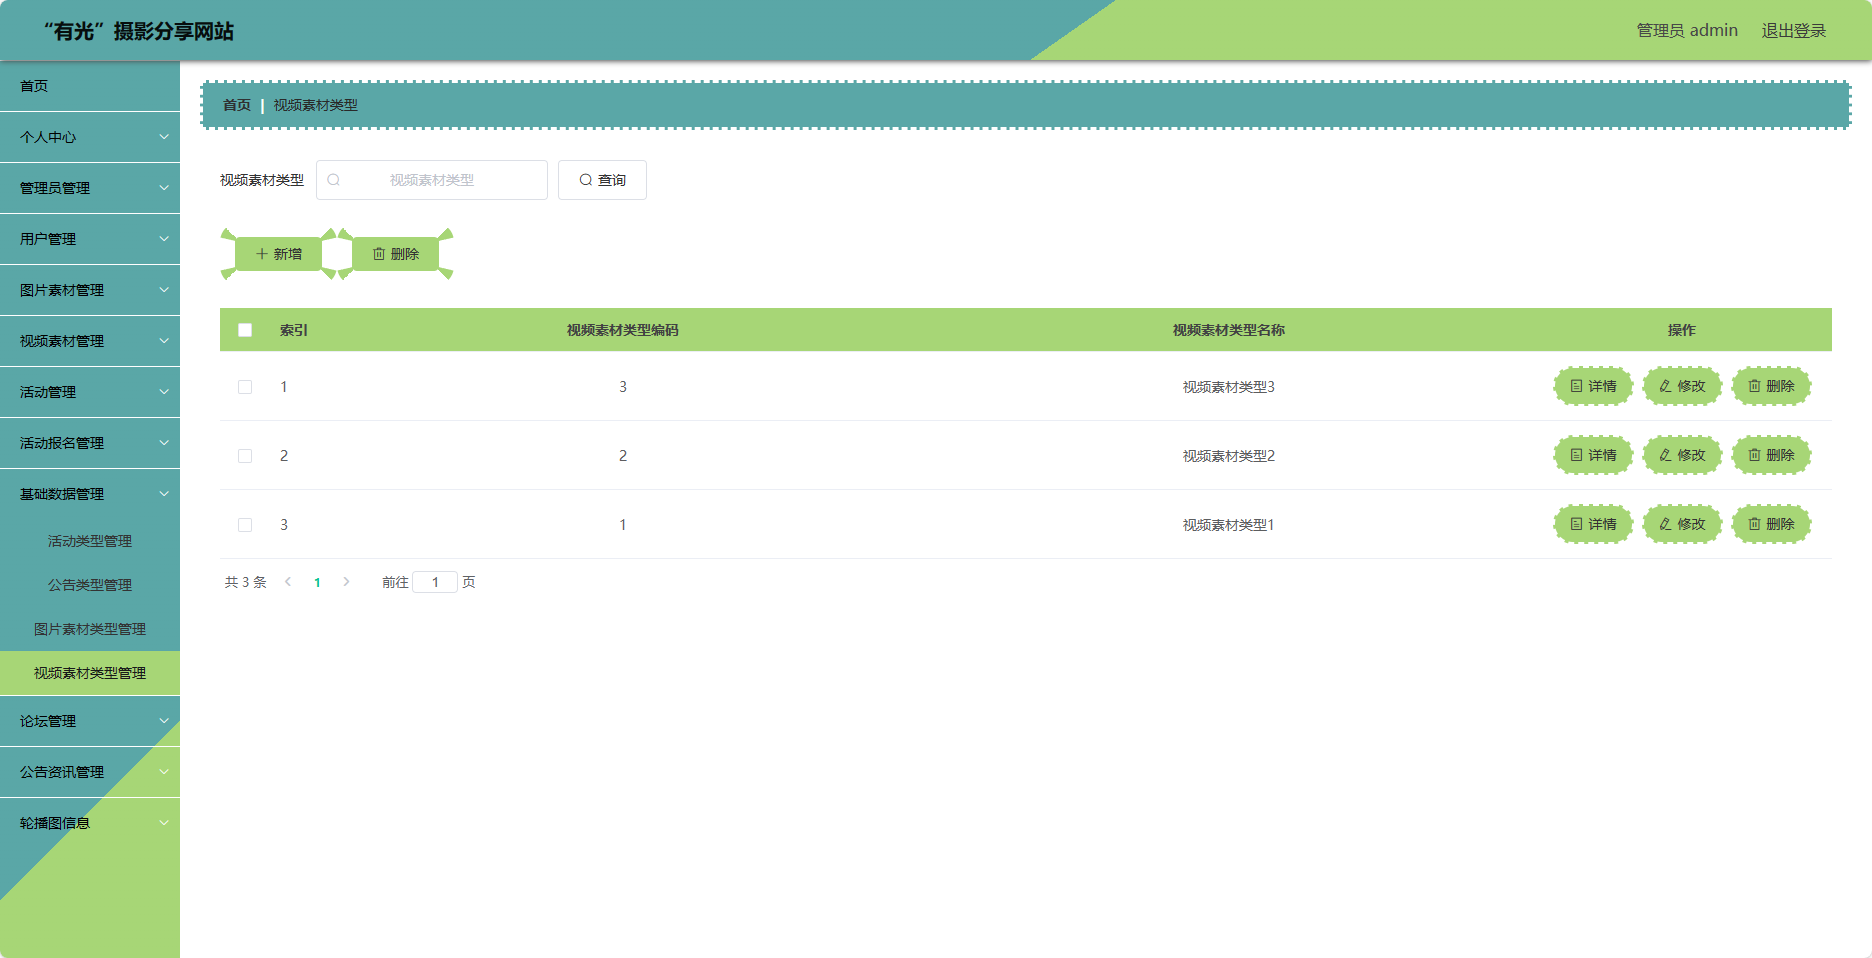 “有光”摄影分享网站
管理员 admin 退出登录
首页
个人中心
管理员管理
用户管理
图片素材管理
视频素材管理
活动管理
活动报名管理
基础数据管理
活动类型管理
公告类型管理
图片素材类型管理
视频素材类型管理
论坛管理
公告资讯管理
轮播图信息
首页 | 视频素材类型
视频素材类型 视频素材类型 查询
新增 删除
索引 视频素材类型编码 视频素材类型名称 操作
1 3 视频素材类型3 详情 修改 删除
2 2 视频素材类型2 详情 修改 删除
3 1 视频素材类型1 详情 修改 删除
共 3 条 1 前往 1 页